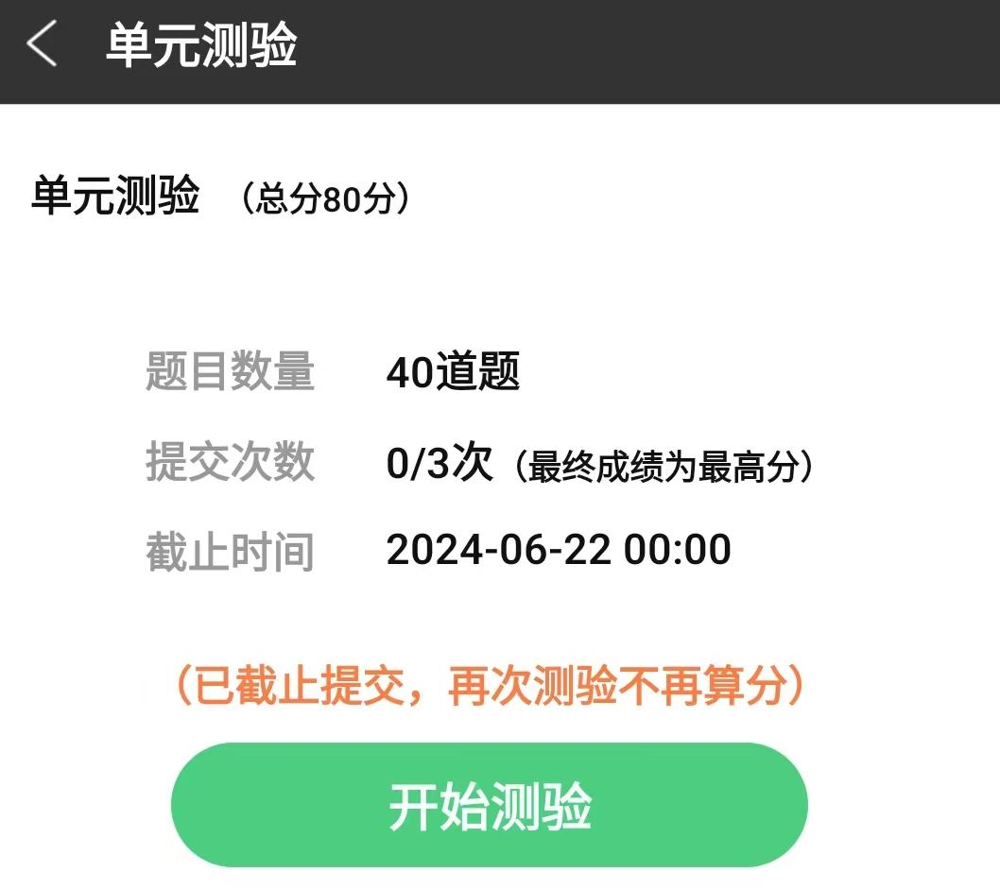 单元测验
单元测验 （总分80分）
题目数量 40道题
提交次数 0/3次（最终成绩为最高分）
截止时间 2024-06-22 00:00
（已截止提交，再次测验不再算分）
开始测验